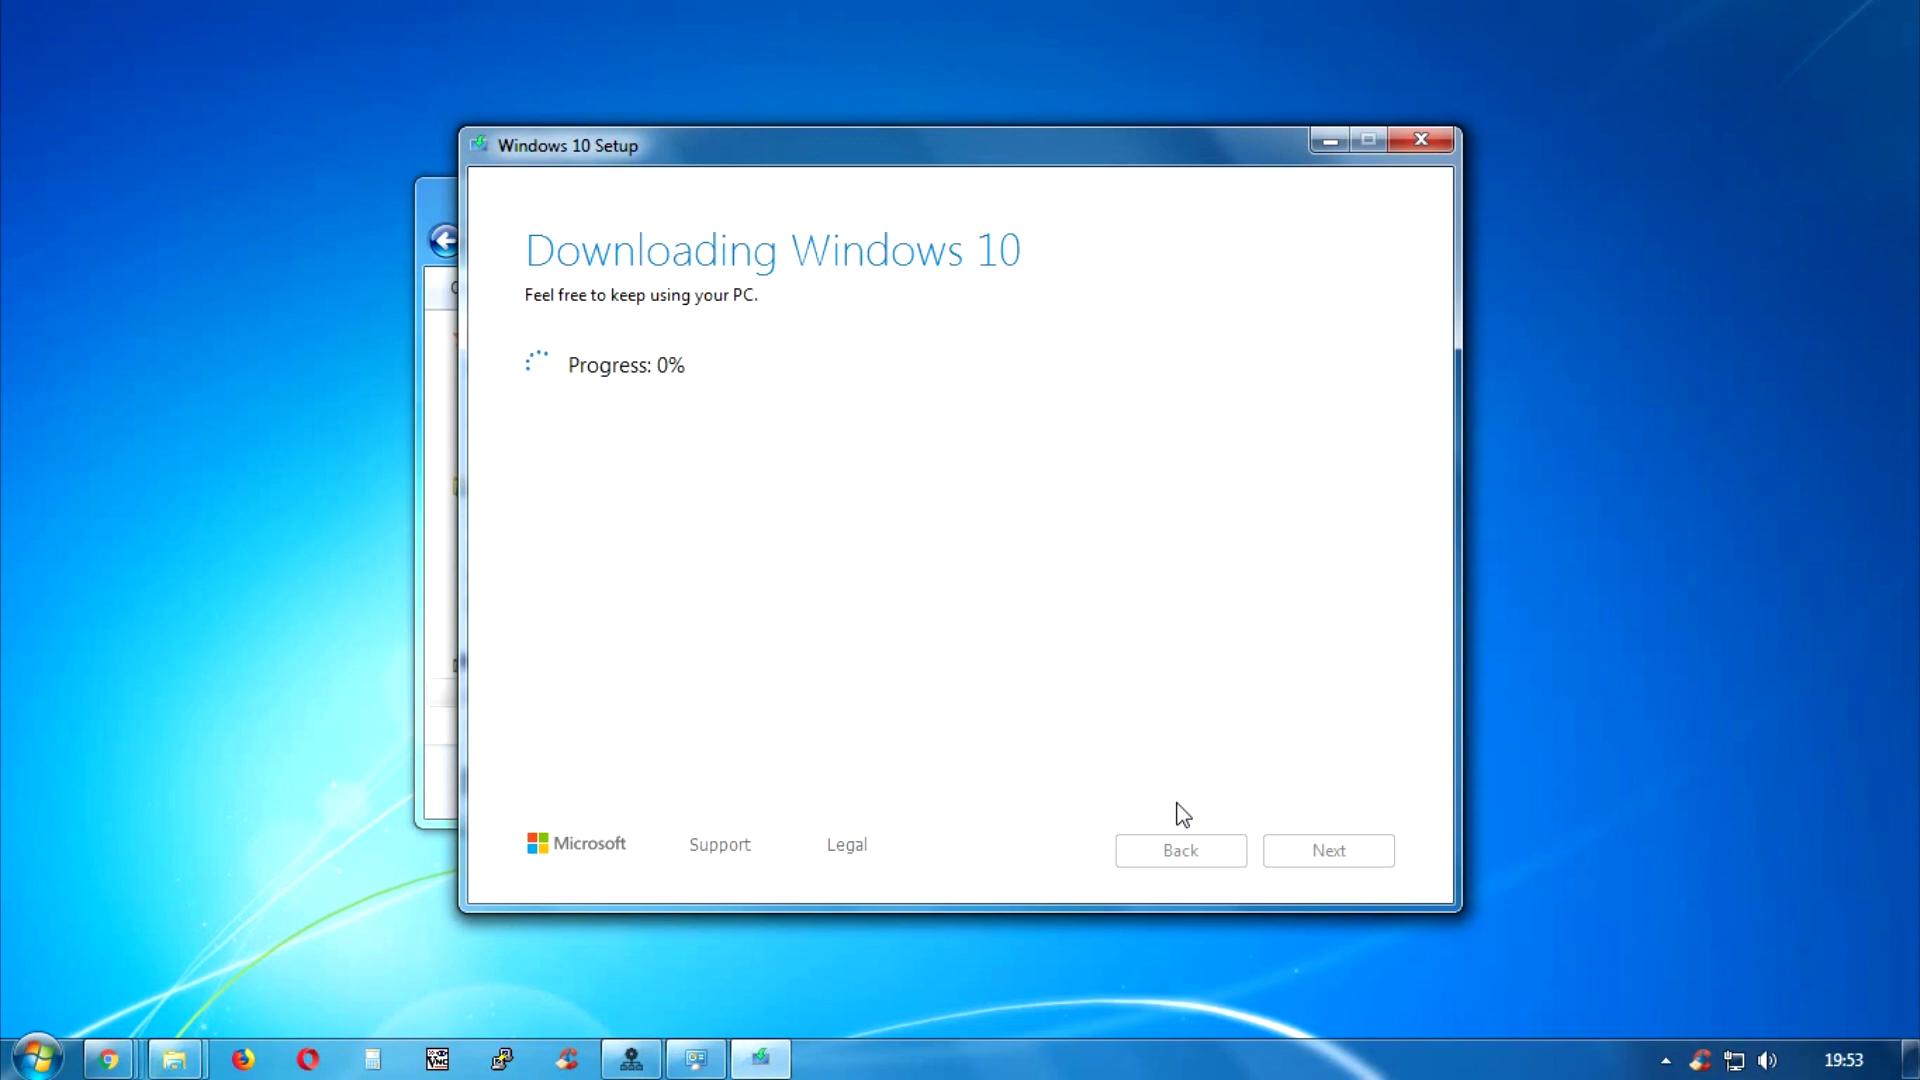 Windows 10 Setup
Downloading Windows 10
Feel free to keep using your PC.
Progress: 0%
Microsoft
Support
Legal
Back
Next
VNC
19:53